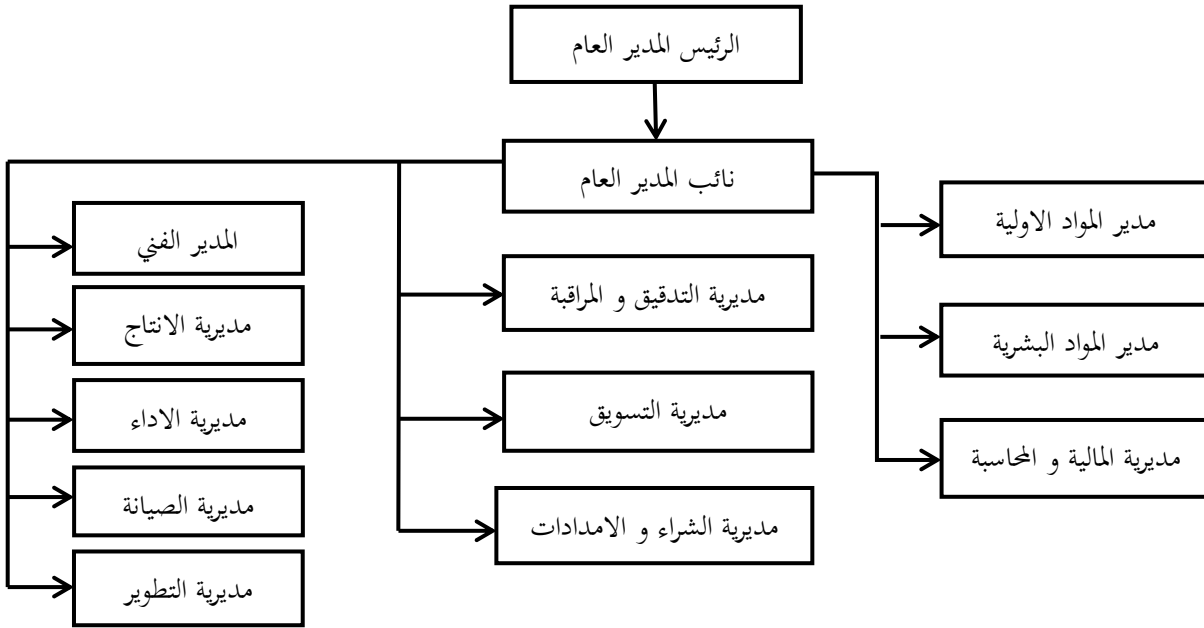 الرئيس المدير العام
نائب المدير العام
مدير المواد الاولية
مدير المواد البشرية
مديرية المالية و المحاسبة
مديرية التدقيق و المراقبة
مديرية التسويق
مديرية الشراء و الامدادات
المدير الفني
مديرية الانتاج
مديرية الاداء
مديرية الصيانة
مديرية التطوير